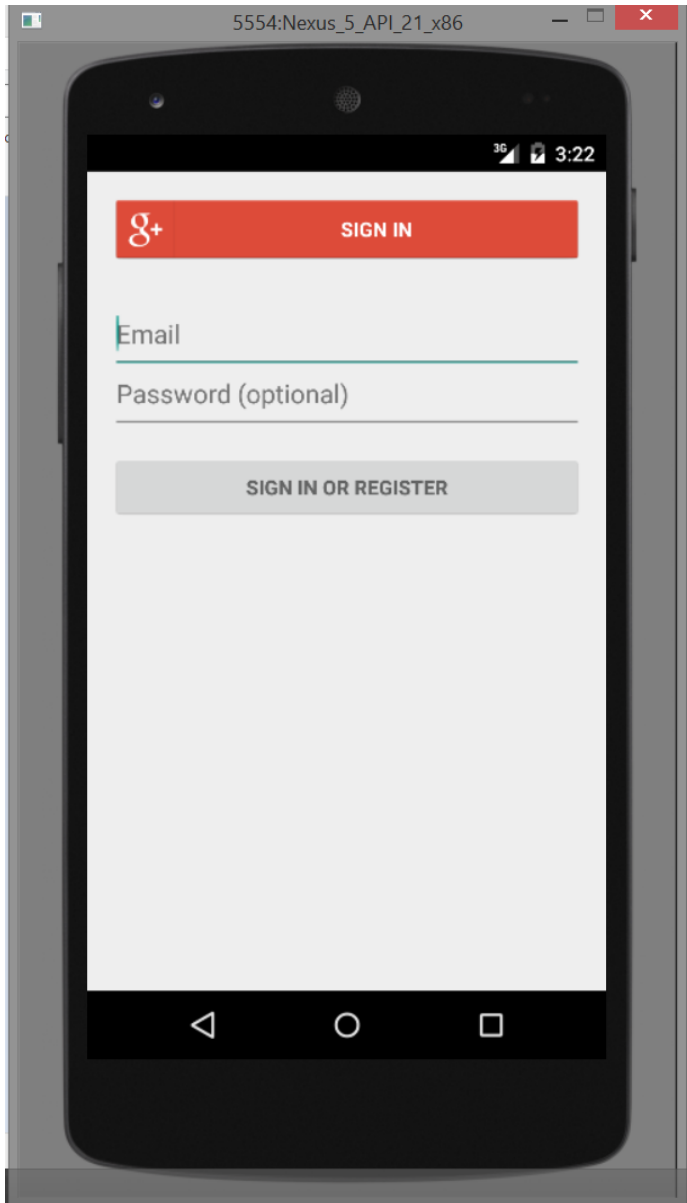 5554:Nexus_5_API_21_x86
3G 3:22
g+ SIGN IN
Email
Password (optional)
SIGN IN OR REGISTER